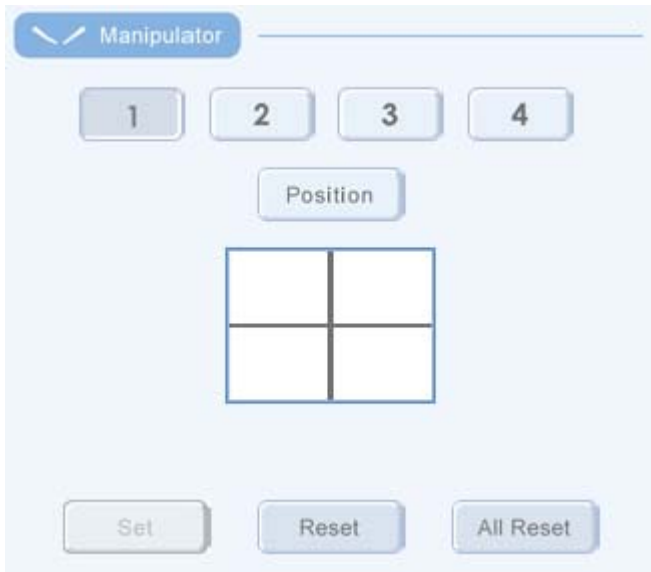 Manipulator
1 2 3 4
Position
Set Reset All Reset